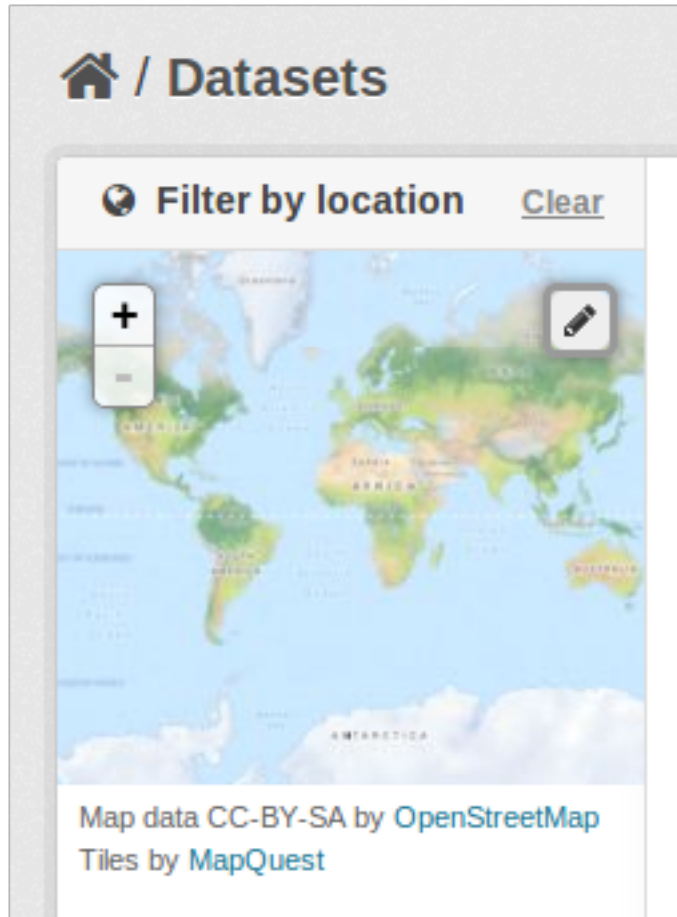 / Datasets
Filter by location Clear
+
-
AMERICA
AFRICA
SOUTH
AMERICA
AUSTRALIA
ANTARCTICA
Map data CC-BY-SA by OpenStreetMap
Tiles by MapQuest